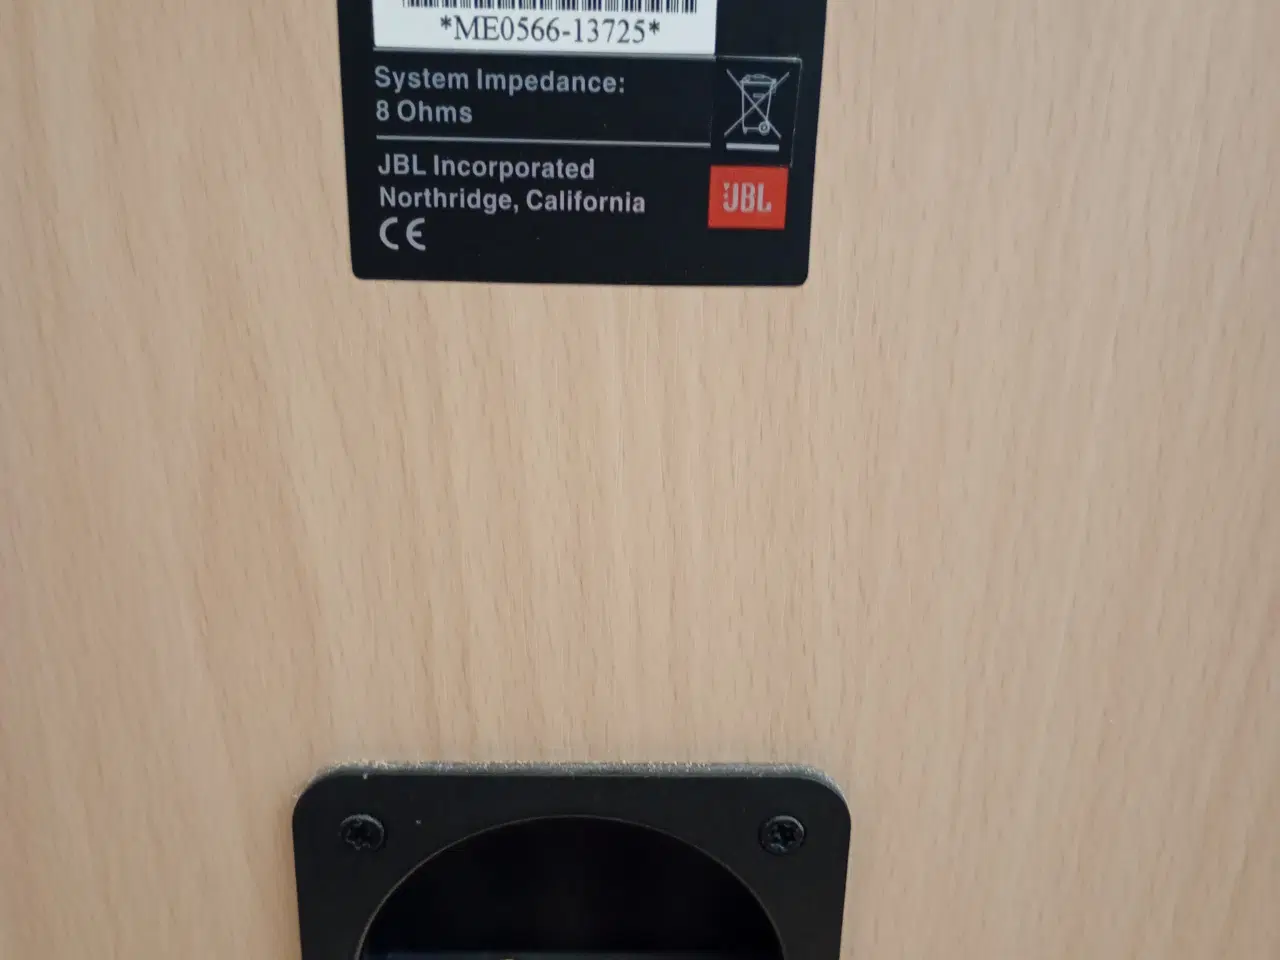 *ME0566-13725*
System Impedance:
8 Ohms
JBL Incorporated
Northridge, California
CE
JBL